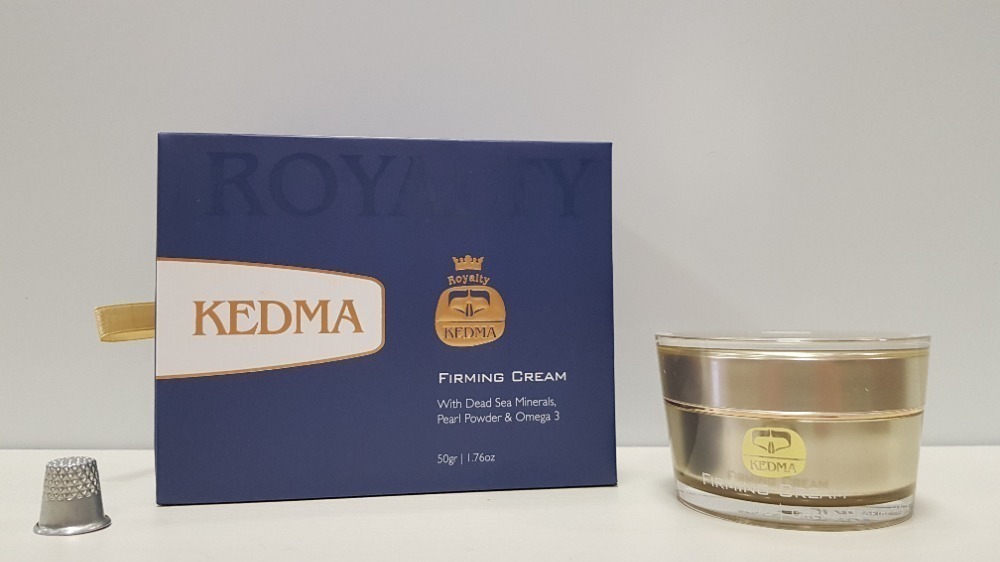 ROYALTY
KEDMA
Royalty
KEDMA
FIRMING CREAM
With Dead Sea Minerals,
Pearl Powder & Omega 3
50gr | 1.76oz
KEDMA
FIRMING CREAM